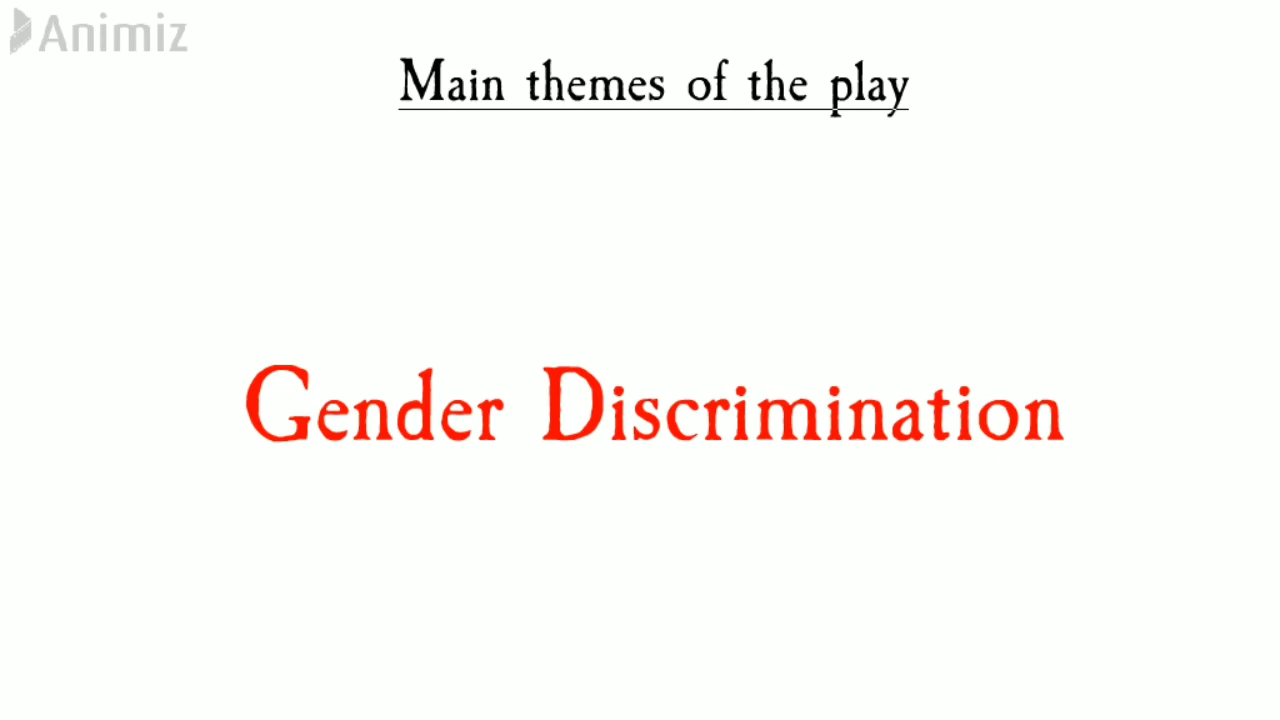 Animiz
Main themes of the play
Gender Discrimination